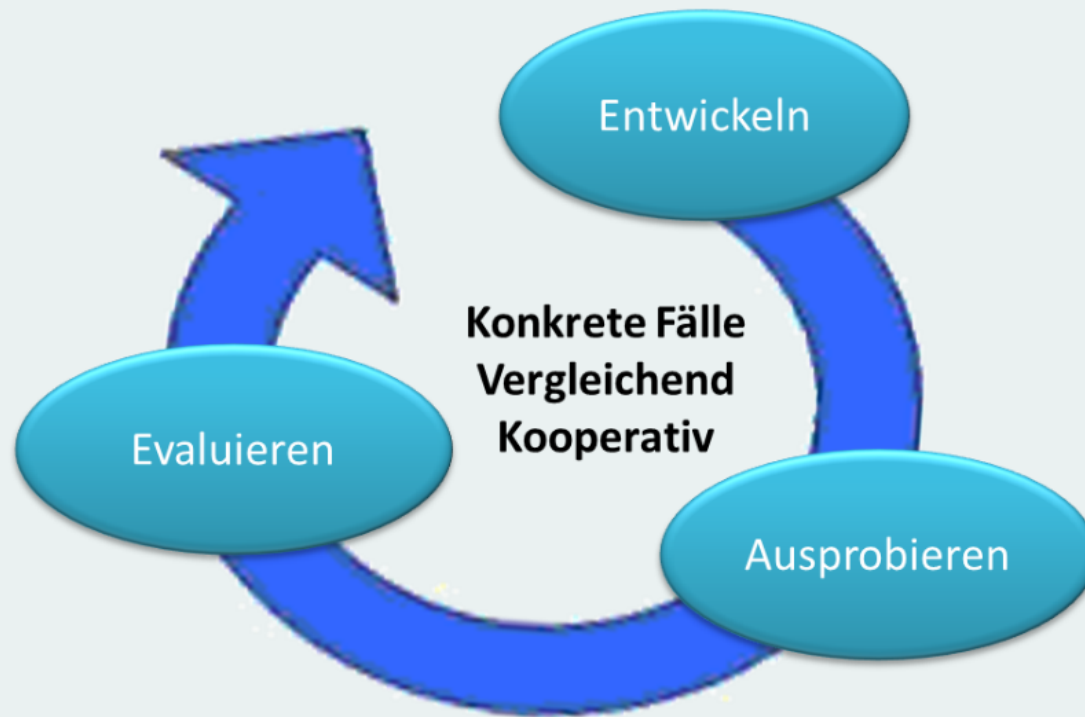 Entwickeln
Konkrete Fälle
Vergleichend
Kooperativ
Evaluieren
Ausprobieren